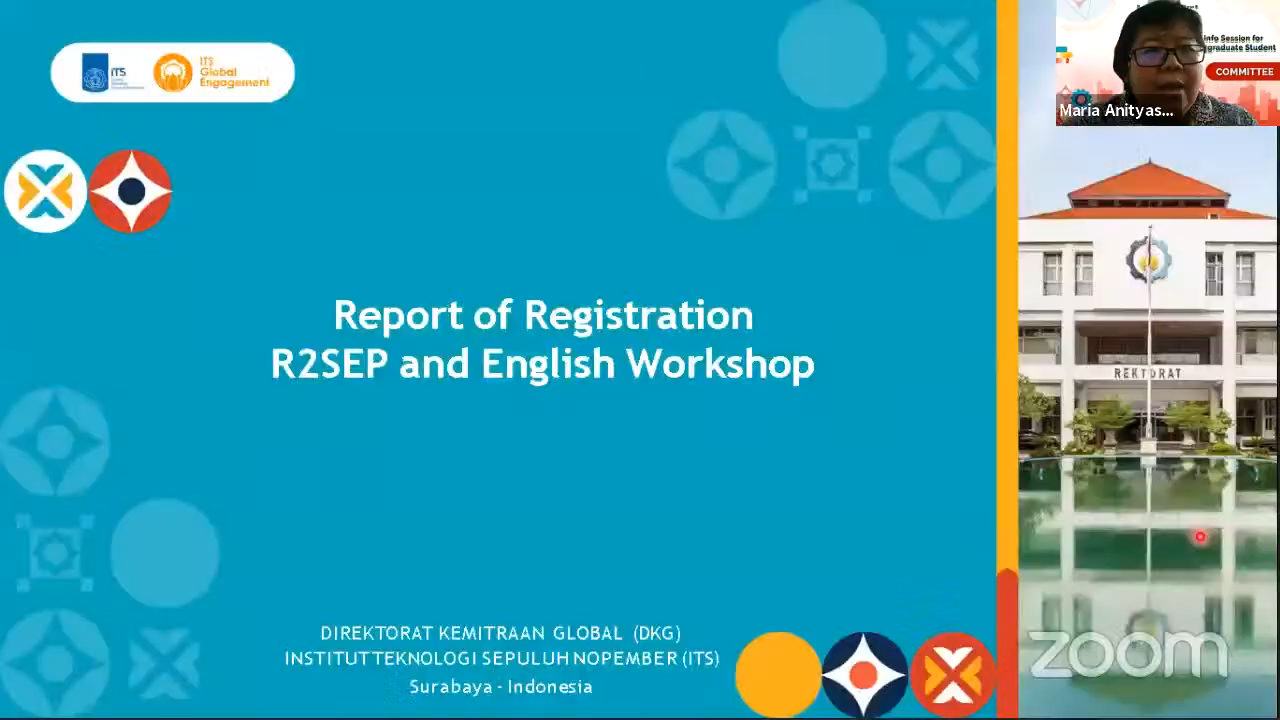 ITS
ITS
Global
Engagement
Info Session for
graduate Student
COMMITTEE
Maria Anityas...
Report of Registration
R2SEP and English Workshop
REKTORAT
DIREKTORAT KEMITRAAN GLOBAL (DKG)
INSTITUT TEKNOLOGI SEPULUH NOPEMBER (ITS)
Surabaya - Indonesia
zoom